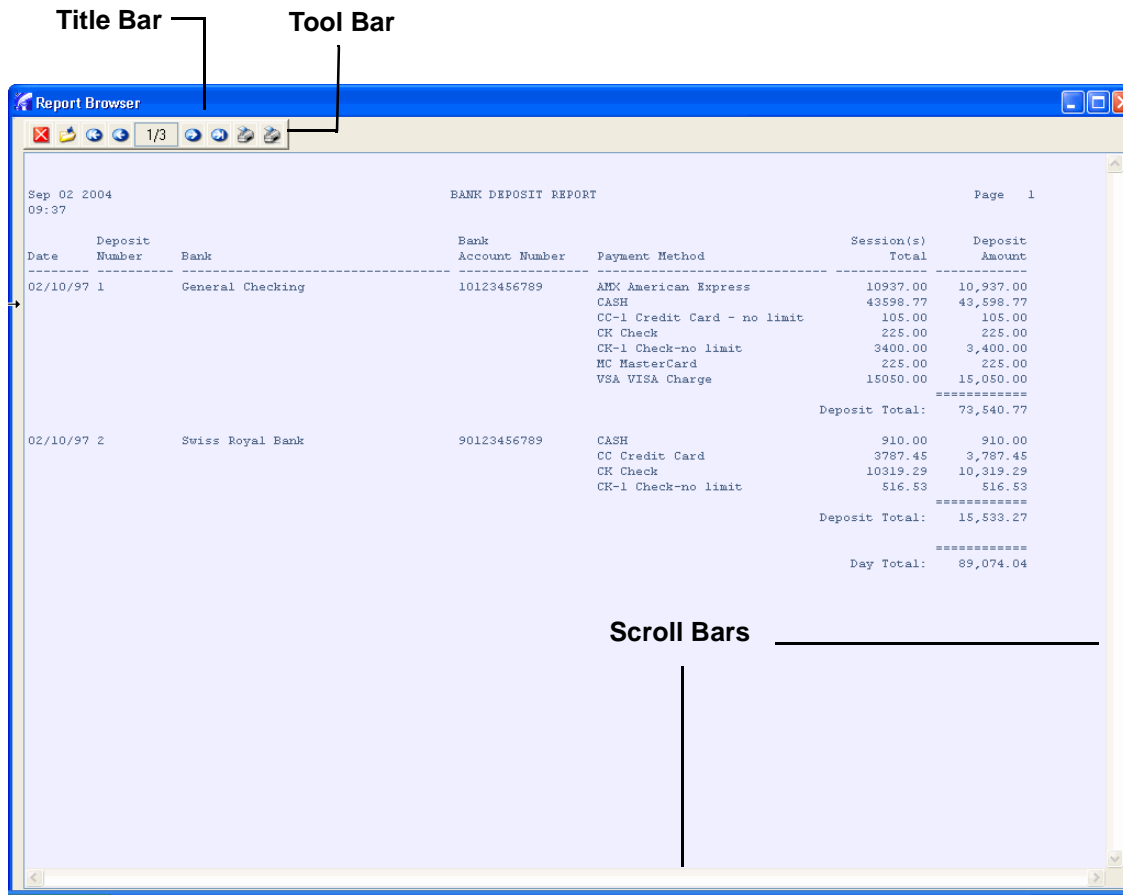 Title Bar
Tool Bar
Report Browser
1/3
Sep 02 2004 BANK DEPOSIT REPORT Page 1
09:37
Deposit Bank Session(s) Deposit
Date Number Bank Account Number Payment Method Total Amount
-------- ---------- ----------------------------------- ----------------- ------------------------------ ------------ ------------
02/10/97 1 General Checking 10123456789 AMX American Express 10937.00 10,937.00
CASH 43598.77 43,598.77
CC-1 Credit Card - no limit 105.00 105.00
CK Check 225.00 225.00
CK-1 Check-no limit 3400.00 3,400.00
MC MasterCard 225.00 225.00
VSA VISA Charge 15050.00 15,050.00
============
Deposit Total: 73,540.77
02/10/97 2 Swiss Royal Bank 90123456789 CASH 910.00 910.00
CC Credit Card 3787.45 3,787.45
CK Check 10319.29 10,319.29
CK-1 Check-no limit 516.53 516.53
============
Deposit Total: 15,533.27
============
Day Total: 89,074.04
Scroll Bars